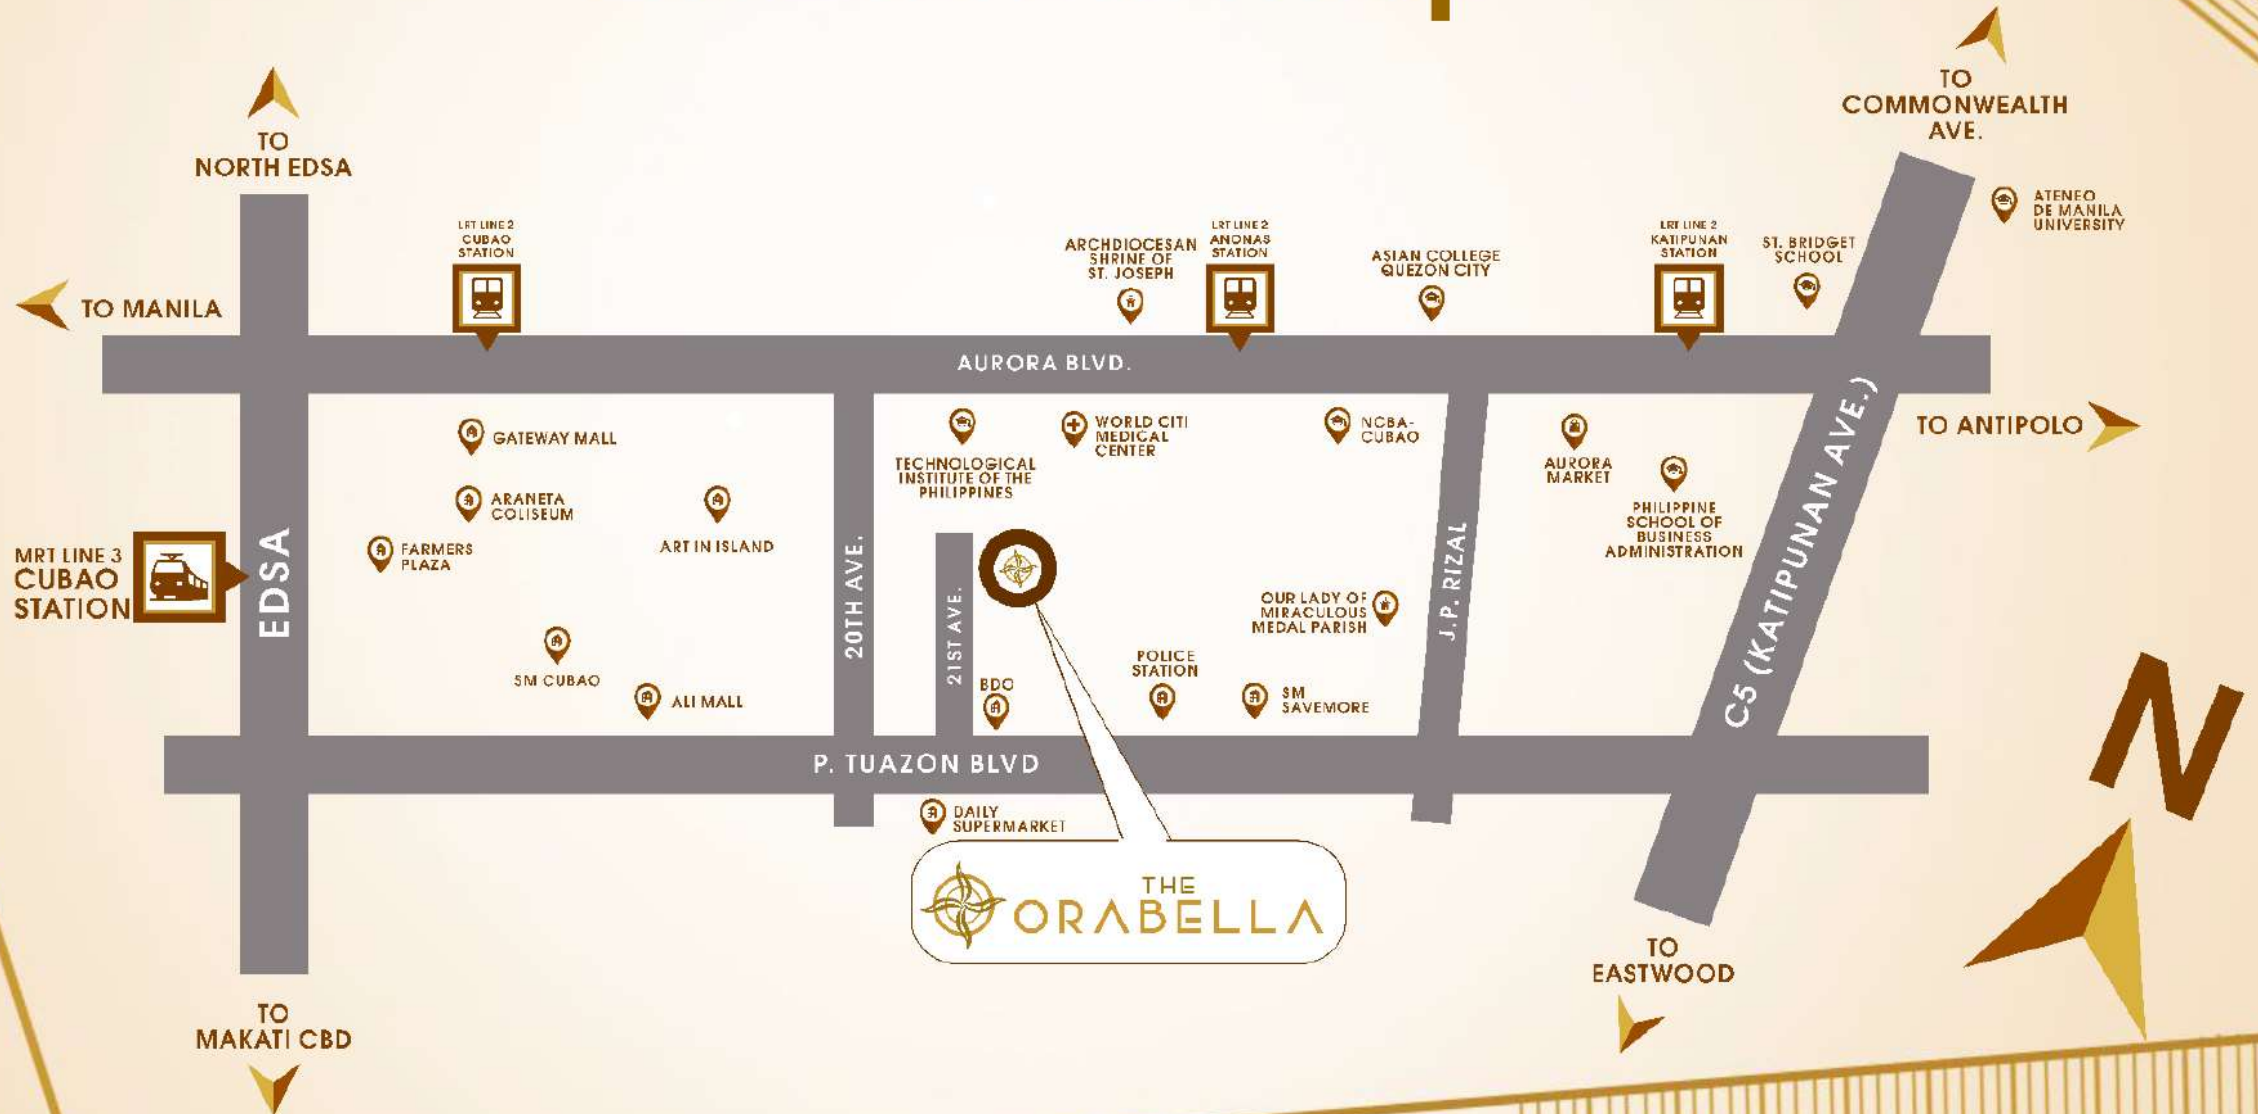 TO
COMMONWEALTH
AVE.
TO
NORTH EDSA
ATENEO
DE MANILA
UNIVERSITY
LRT LINE 2
CUBAO
STATION
ARCHDIOCESAN
SHRINE OF
ST. JOSEPH
LRT LINE 2
ANONAS
STATION
ASIAN COLLEGE
QUEZON CITY
LRT LINE 2
KATIPUNAN
STATION
ST. BRIDGET
SCHOOL
TO MANILA
AURORA BLVD.
TO ANTIPOLO
GATEWAY MALL
ARANETA
COLISEUM
FARMERS
PLAZA
ART IN ISLAND
SM CUBAO
ALI MALL
MRT LINE 3
CUBAO
STATION
EDSA
20TH AVE.
21ST AVE.
TECHNOLOGICAL
INSTITUTE OF THE
PHILIPPINES
WORLD CITI
MEDICAL
CENTER
NCBA-
CUBAO
AURORA
MARKET
PHILIPPINE
SCHOOL OF
BUSINESS
ADMINISTRATION
J.P. RIZAL
C5 (KATIPUNAN AVE.)
OUR LADY OF
MIRACULOUS
MEDAL PARISH
POLICE
STATION
SM
SAVEMORE
BDO
P. TUAZON BLVD
DAILY
SUPERMARKET
THE
ORABELLA
N
TO
EASTWOOD
TO
MAKATI CBD